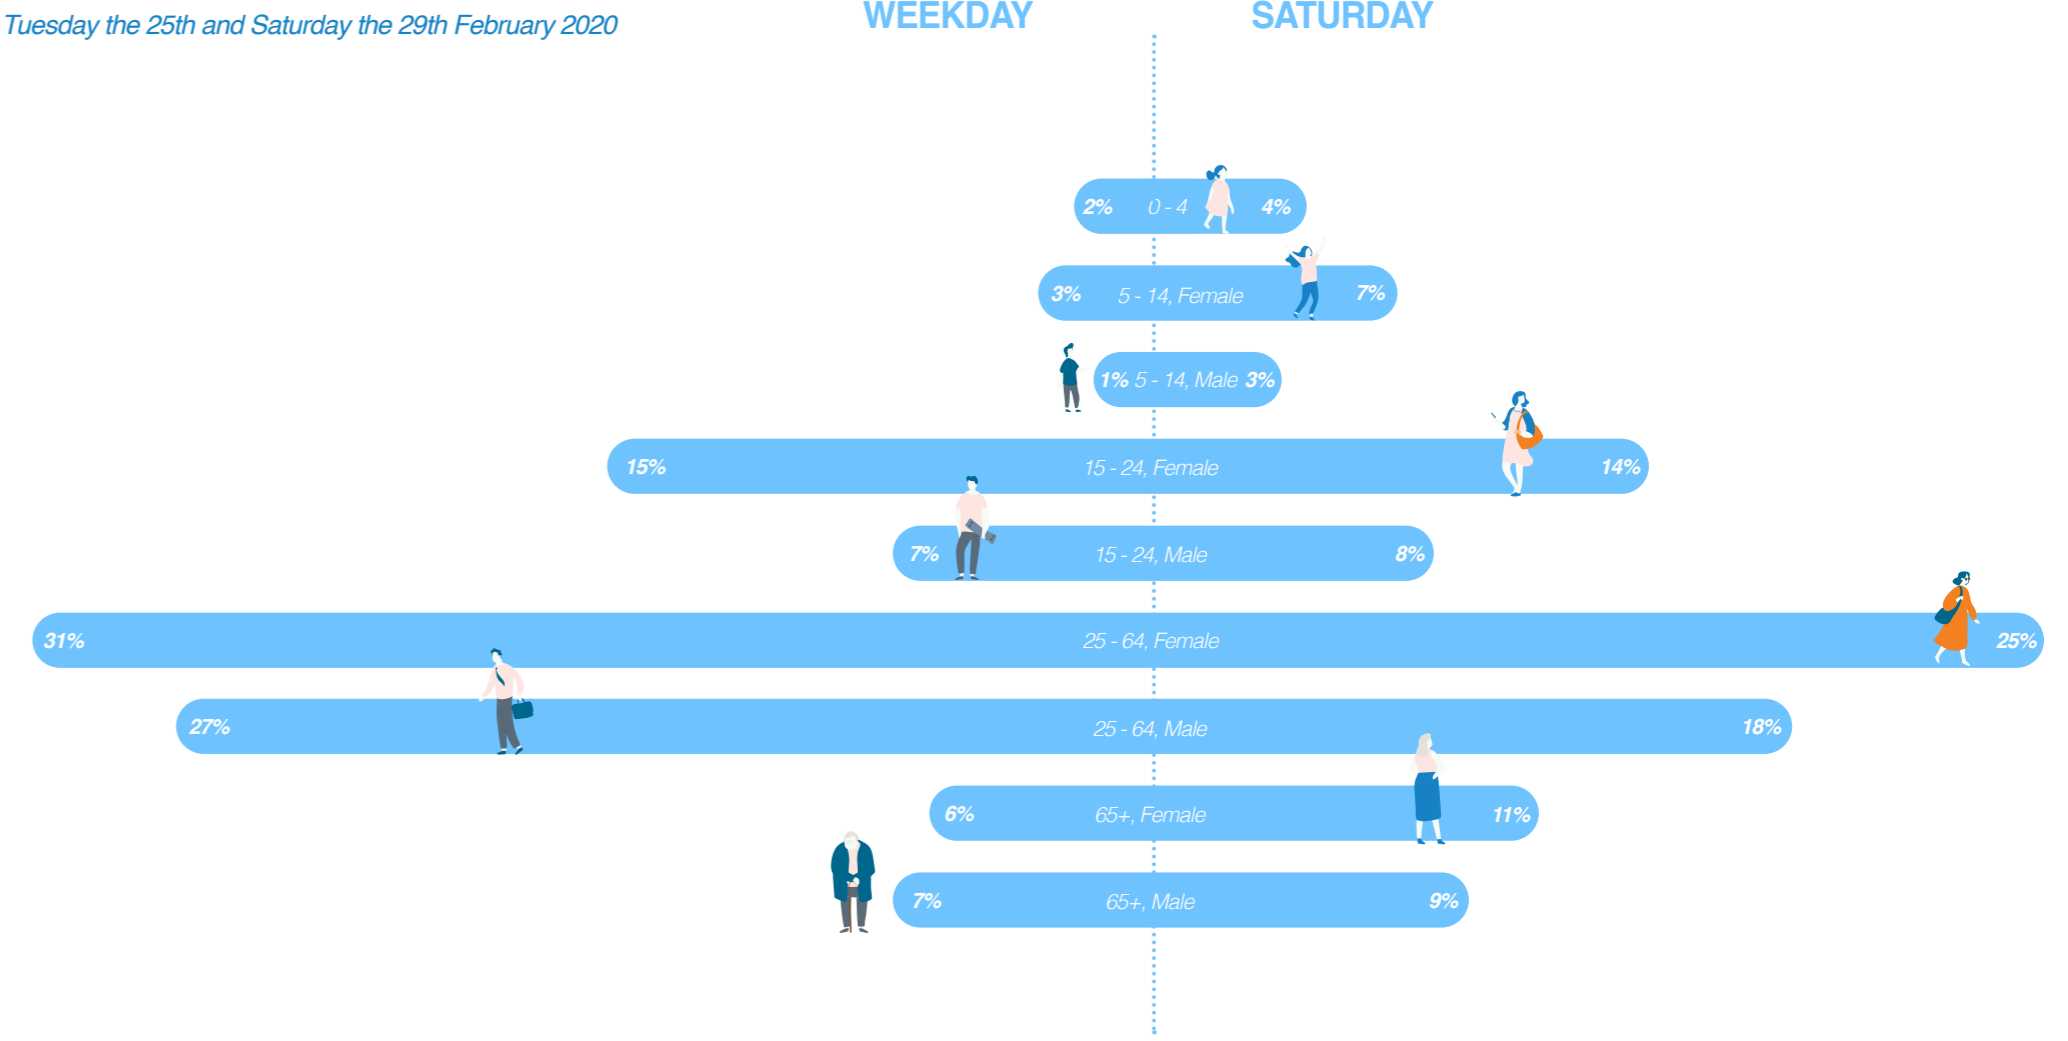 Tuesday the 25th and Saturday the 29th February 2020
WEEKDAY SATURDAY
2% 0 - 4 4%
3% 5 - 14, Female 7%
1% 5 - 14, Male 3%
15% 15 - 24, Female 14%
7% 15 - 24, Male 8%
31% 25 - 64, Female 25%
27% 25 - 64, Male 18%
6% 65+, Female 11%
7% 65+, Male 9%